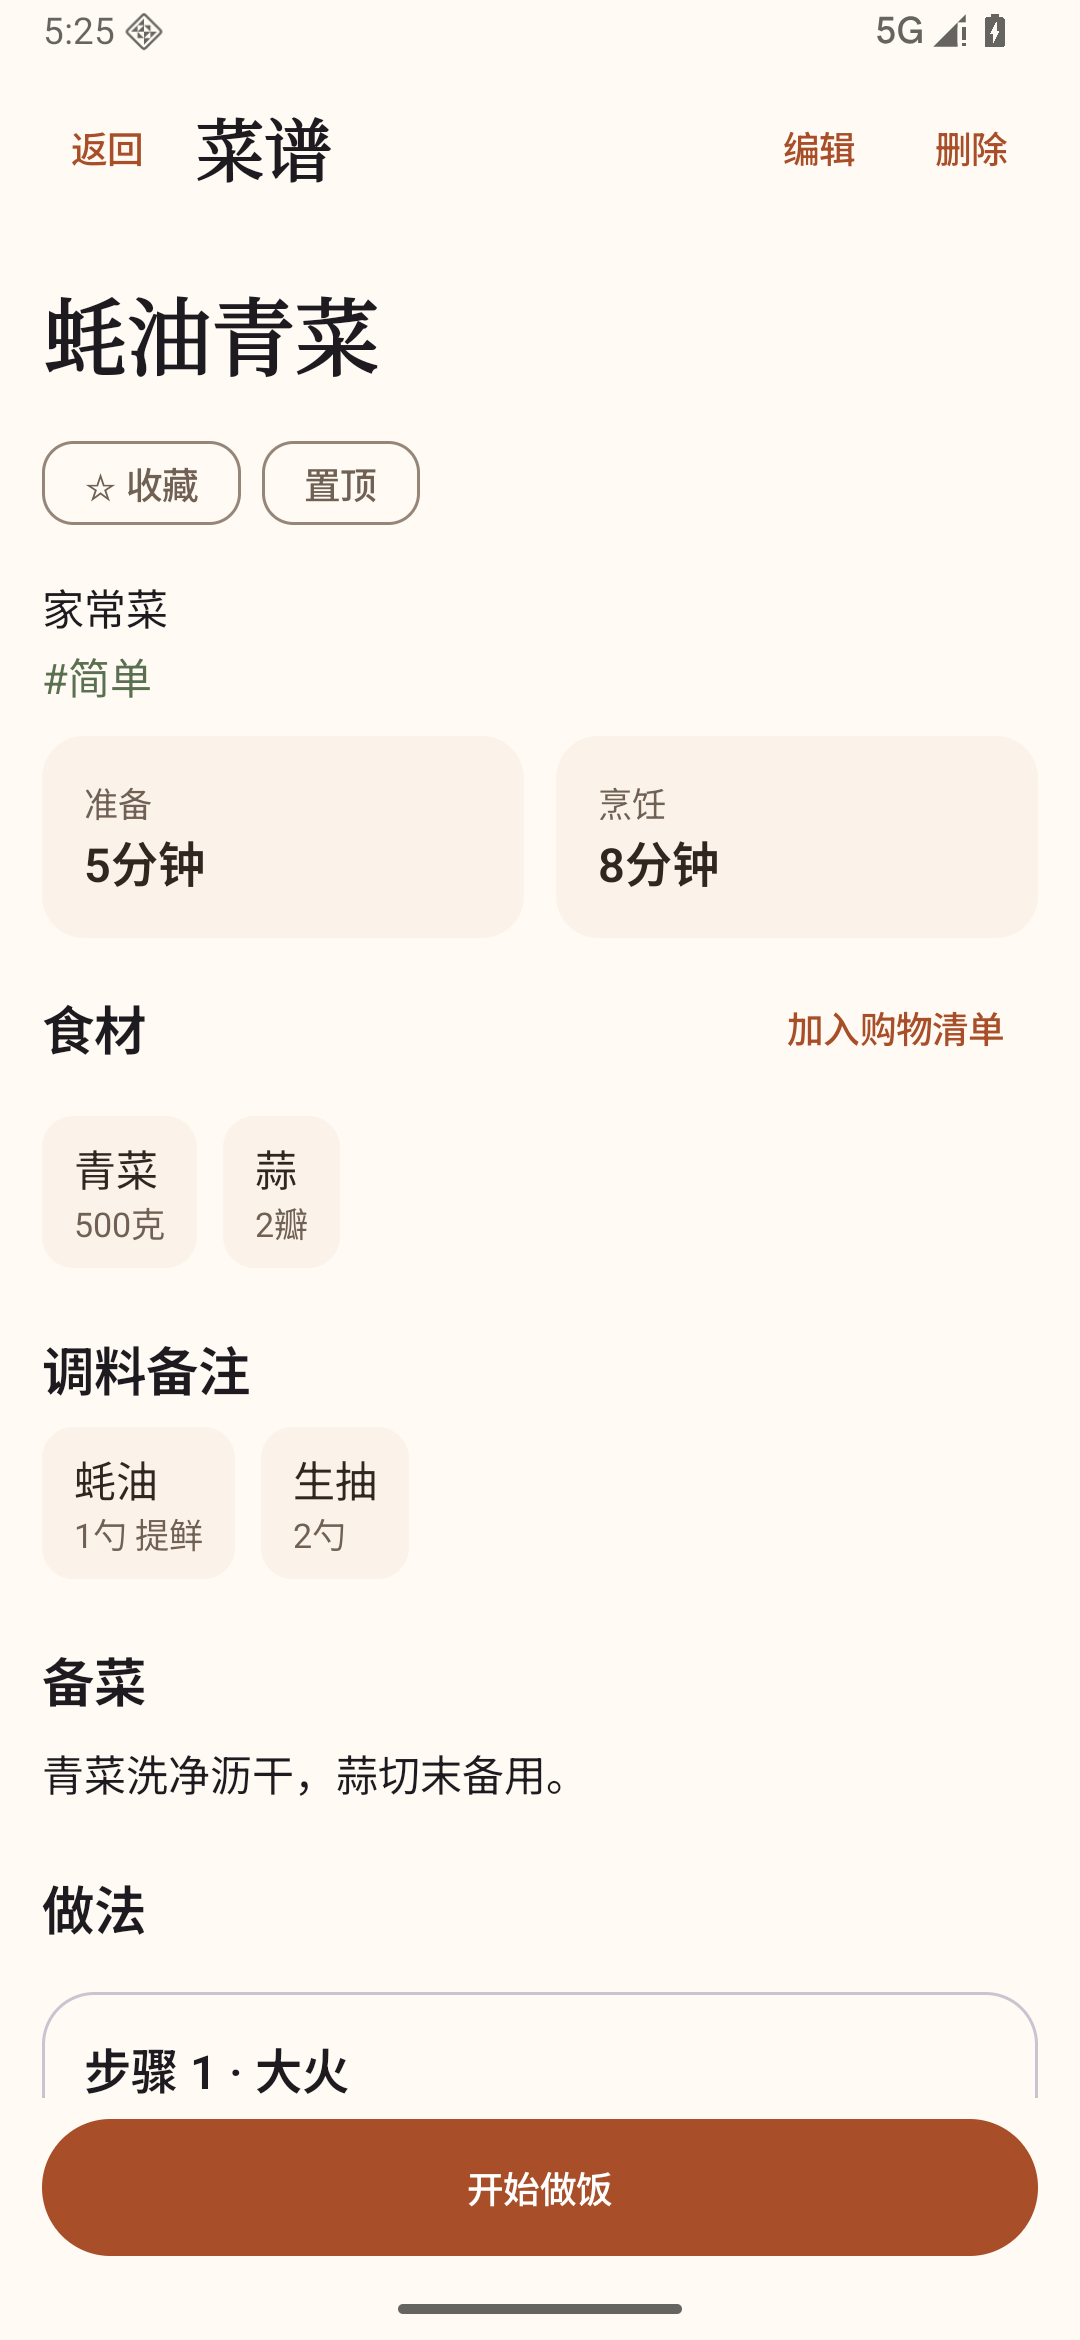 5:25
5G
返回 菜谱 编辑 删除
蚝油青菜
☆ 收藏 置顶
家常菜
#简单
准备 烹饪
5分钟 8分钟
食材 加入购物清单
青菜 蒜
500克 2瓣
调料备注
蚝油 生抽
1勺 提鲜 2勺
备菜
青菜洗净沥干，蒜切末备用。
做法
步骤 1 · 大火
开始做饭